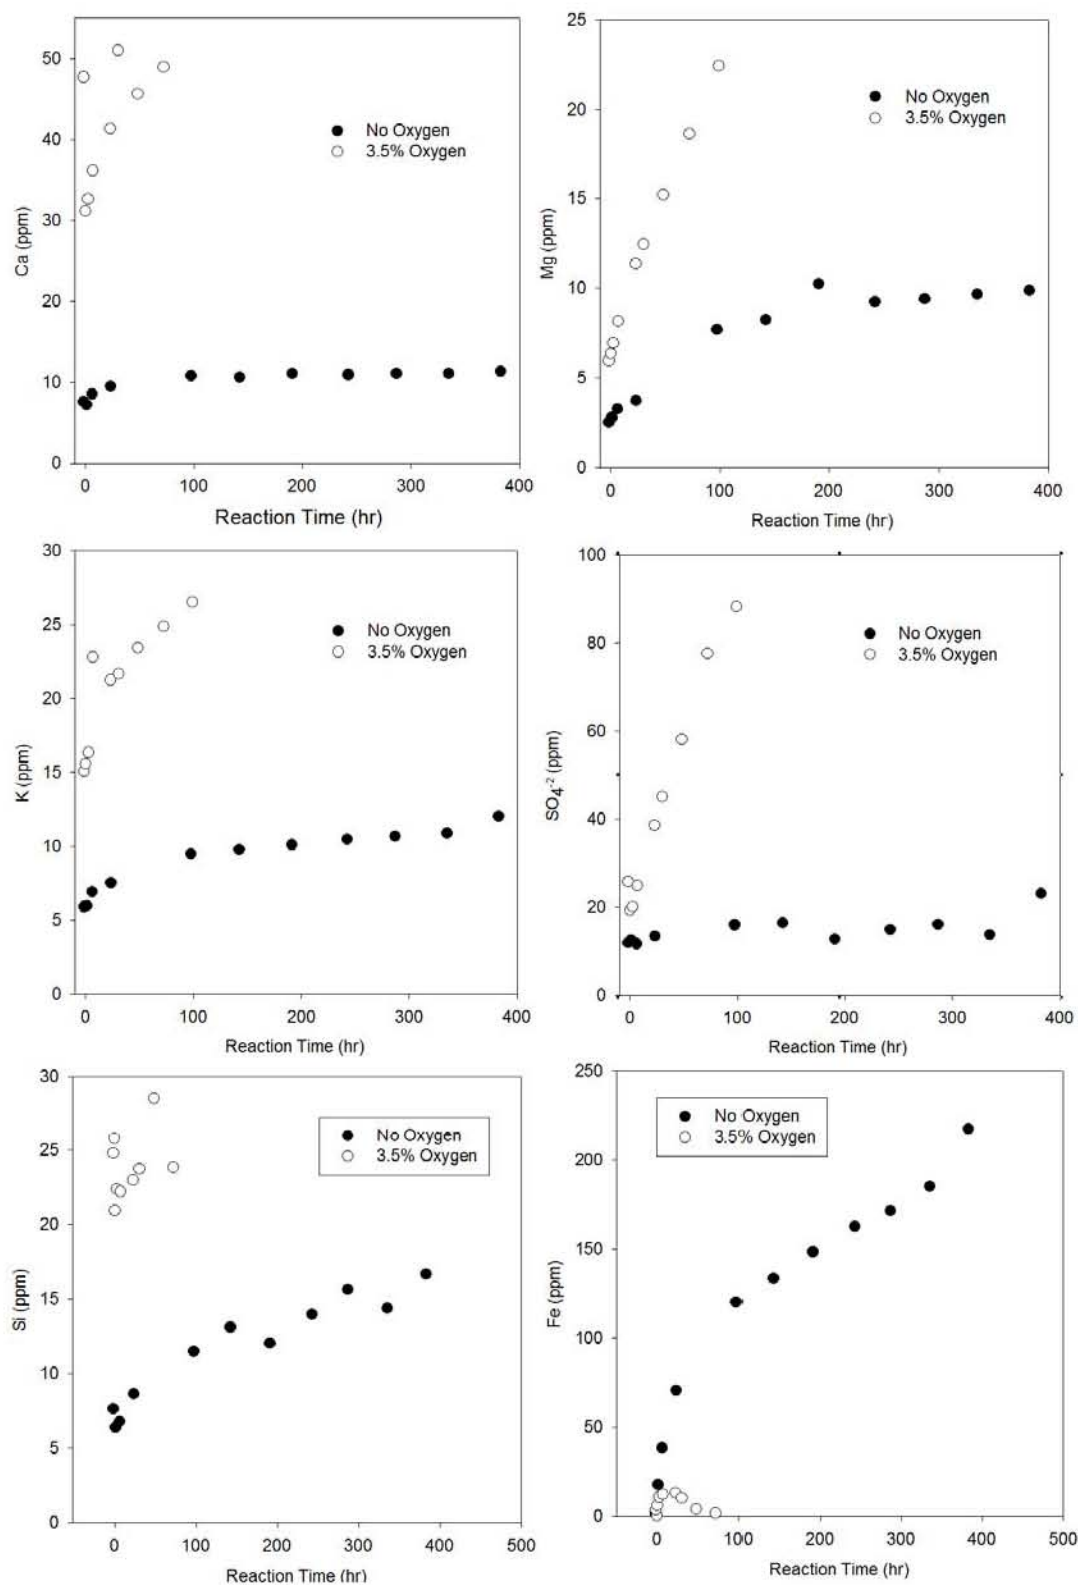 50
40
30
20
10
0
Ca (ppm)
No Oxygen
3.5% Oxygen
0 100 200 300 400
Reaction Time (hr)
25
20
15
10
5
0
Mg (ppm)
No Oxygen
3.5% Oxygen
0 100 200 300 400
Reaction Time (hr)
30
25
20
15
10
5
0
K (ppm)
No Oxygen
3.5% Oxygen
0 100 200 300 400
Reaction Time (hr)
100
80
60
40
20
0
SO₄⁻² (ppm)
No Oxygen
3.5% Oxygen
0 100 200 300 400
Reaction Time (hr)
30
25
20
15
10
5
0
Si (ppm)
No Oxygen
3.5% Oxygen
0 100 200 300 400 500
Reaction Time (hr)
250
200
150
100
50
0
Fe (ppm)
No Oxygen
3.5% Oxygen
0 100 200 300 400 500
Reaction Time (hr)